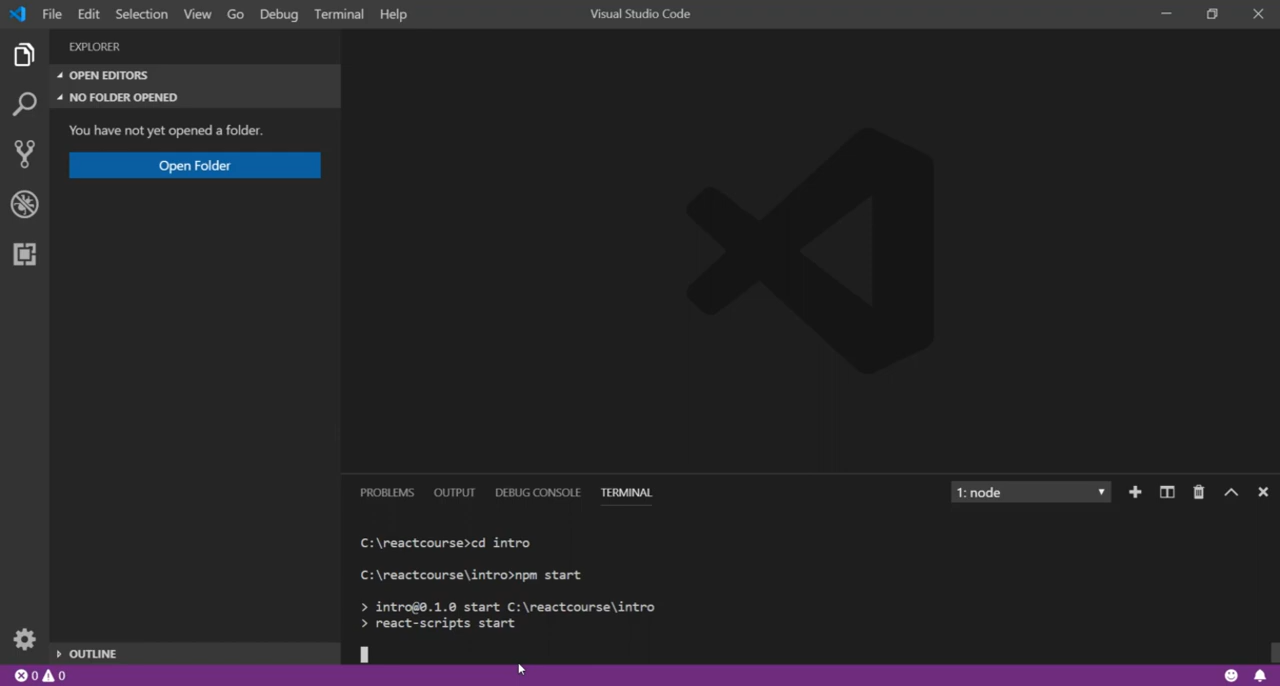 File Edit Selection View Go Debug Terminal Help
Visual Studio Code
EXPLORER
OPEN EDITORS
NO FOLDER OPENED
You have not yet opened a folder.
Open Folder
PROBLEMS OUTPUT DEBUG CONSOLE TERMINAL
1: node
C:\reactcourse>cd intro
C:\reactcourse\intro>npm start
> intro@0.1.0 start C:\reactcourse\intro
> react-scripts start
OUTLINE
0 0